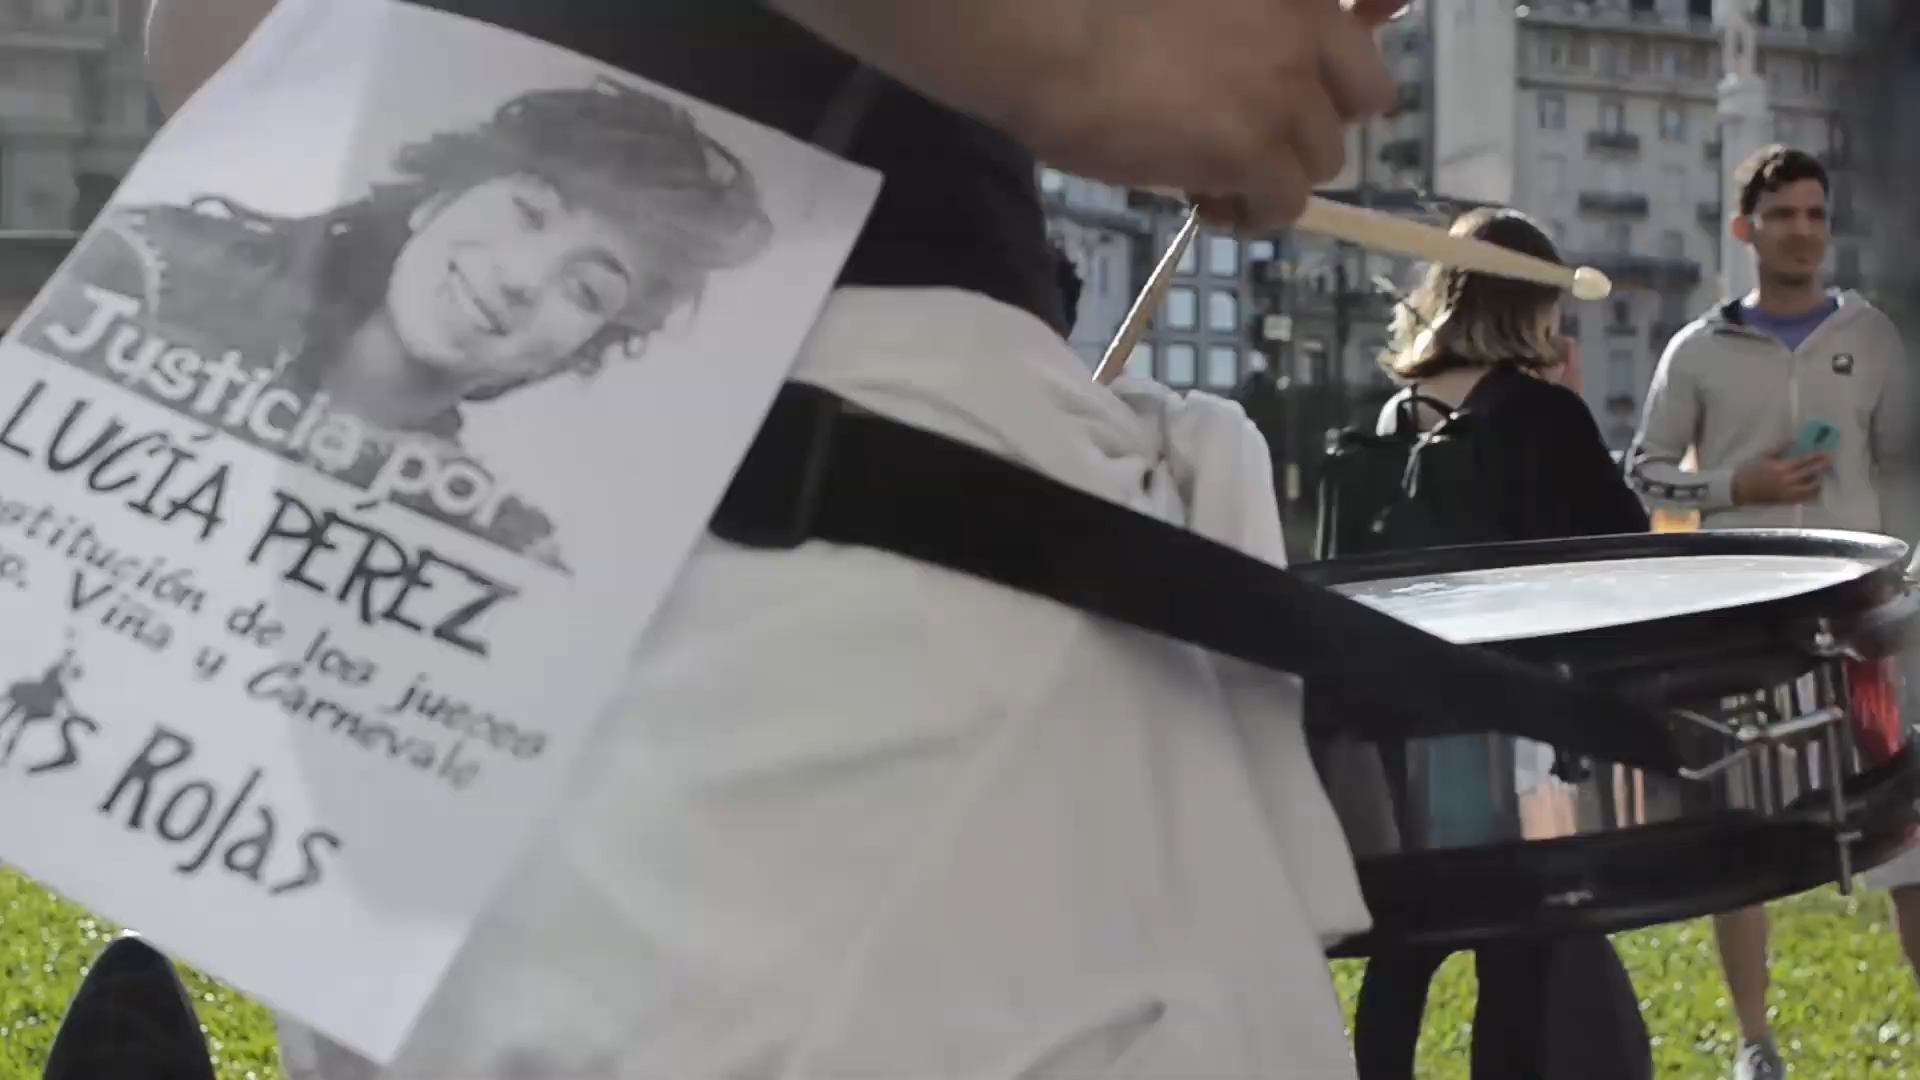 Justicia por
LUCÍA PÉREZ
stitución de los jueces
Viña y Carnevale
Rojas